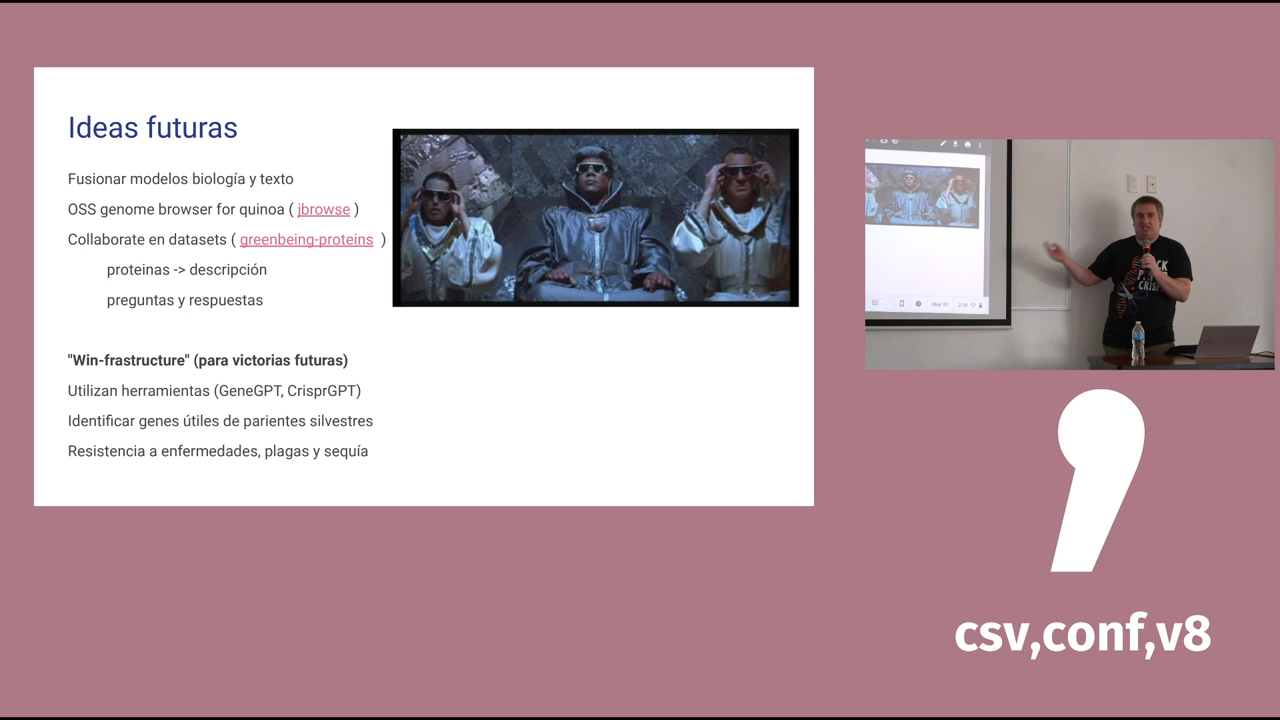 Ideas futuras
Fusionar modelos biología y texto
OSS genome browser for quinoa ( jbrowse )
Collaborate en datasets ( greenbeing-proteins )
proteinas -> descripción
preguntas y respuestas
"Win-frastructure" (para victorias futuras)
Utilizan herramientas (GeneGPT, CrisprGPT)
Identificar genes útiles de parientes silvestres
Resistencia a enfermedades, plagas y sequía
csv,conf,v8